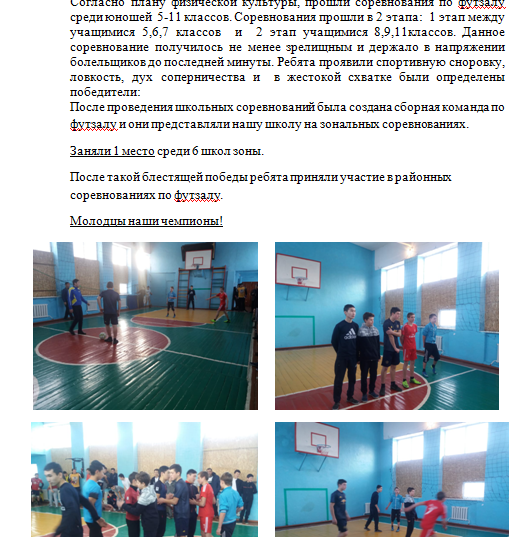 Согласно плану физической культуры, прошли соревнования по футзалу
среди юношей 5-11 классов. Соревнования прошли в 2 этапа: 1 этап между
учащимися 5,6,7 классов и 2 этап учащимися 8,9,11классов. Данное
соревнование получилось не менее зрелищным и держало в напряжении
болельщиков до последней минуты. Ребята проявили спортивную сноровку,
ловкость, дух соперничества и в жестокой схватке были определены
победители:
После проведения школьных соревнований была создана сборная команда по
футзалу и они представляли нашу школу на зональных соревнованиях.
Заняли 1 место среди 6 школ зоны.
После такой блестящей победы ребята приняли участие в районных
соревнованиях по футзалу.
Молодцы наши чемпионы!